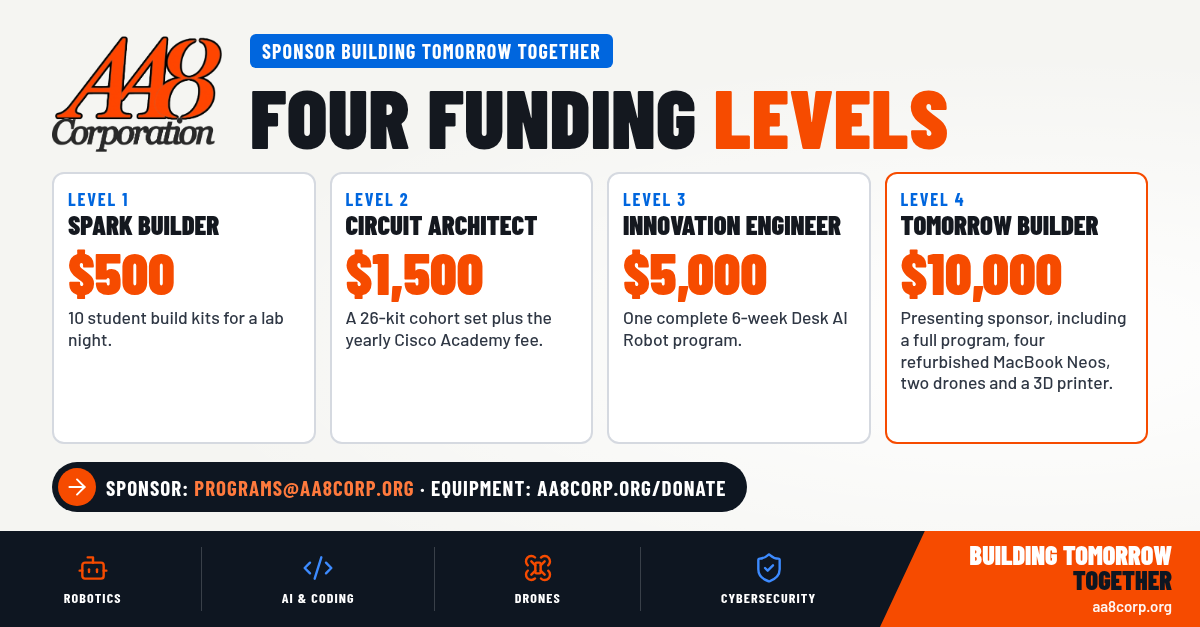 AA8
Corporation
SPONSOR BUILDING TOMORROW TOGETHER
FOUR FUNDING LEVELS
LEVEL 1
SPARK BUILDER
$500
10 student build kits for a lab
night.
LEVEL 2
CIRCUIT ARCHITECT
$1,500
A 26-kit cohort set plus the
yearly Cisco Academy fee.
LEVEL 3
INNOVATION ENGINEER
$5,000
One complete 6-week Desk AI
Robot program.
LEVEL 4
TOMORROW BUILDER
$10,000
Presenting sponsor, including
a full program, four
refurbished MacBook Neos,
two drones and a 3D printer.
SPONSOR: PROGRAMS@AA8CORP.ORG · EQUIPMENT: AA8CORP.ORG/DONATE
ROBOTICS
AI & CODING
DRONES
CYBERSECURITY
BUILDING TOMORROW
TOGETHER
aa8corp.org